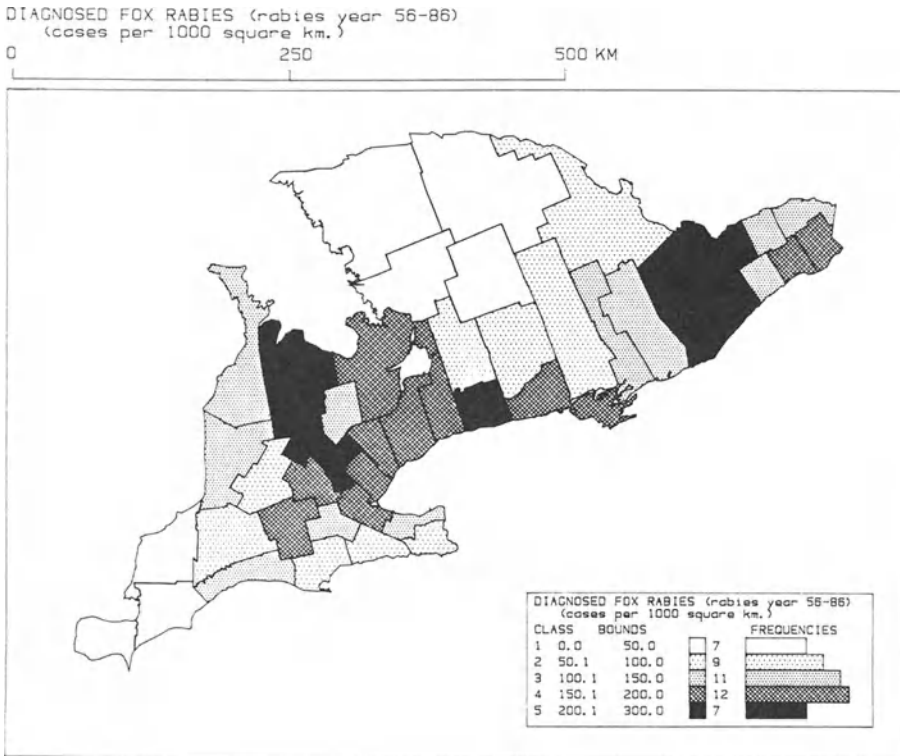 DIAGNOSED FOX RABIES (rabies year 56-86)
(cases per 1000 square km.)
0 250 500 KM
DIAGNOSED FOX RABIES (rabies year 56-86)
(cases per 1000 square km.)
CLASS BOUNDS FREQUENCIES
1 0.0 50.0 7
2 50.1 100.0 9
3 100.1 150.0 11
4 150.1 200.0 12
5 200.1 300.0 7